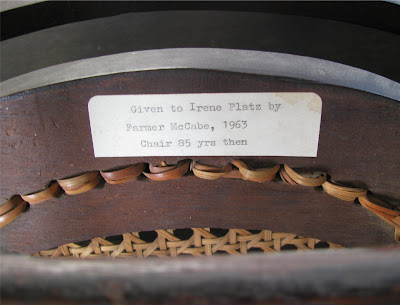 Given to Irene Platz by
Farmer McCabe, 1963
Chair 85 yrs then